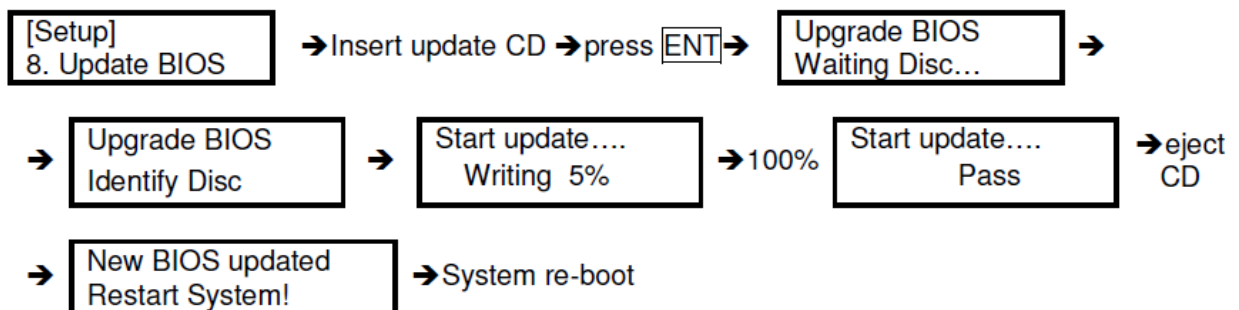 [Setup]
8. Update BIOS
➔Insert update CD ➔press ENT➔
Upgrade BIOS
Waiting Disc...
➔
➔
Upgrade BIOS
Identify Disc
➔
Start update....
Writing 5%
➔100%
Start update....
Pass
➔eject
CD
➔
New BIOS updated
Restart System!
➔System re-boot